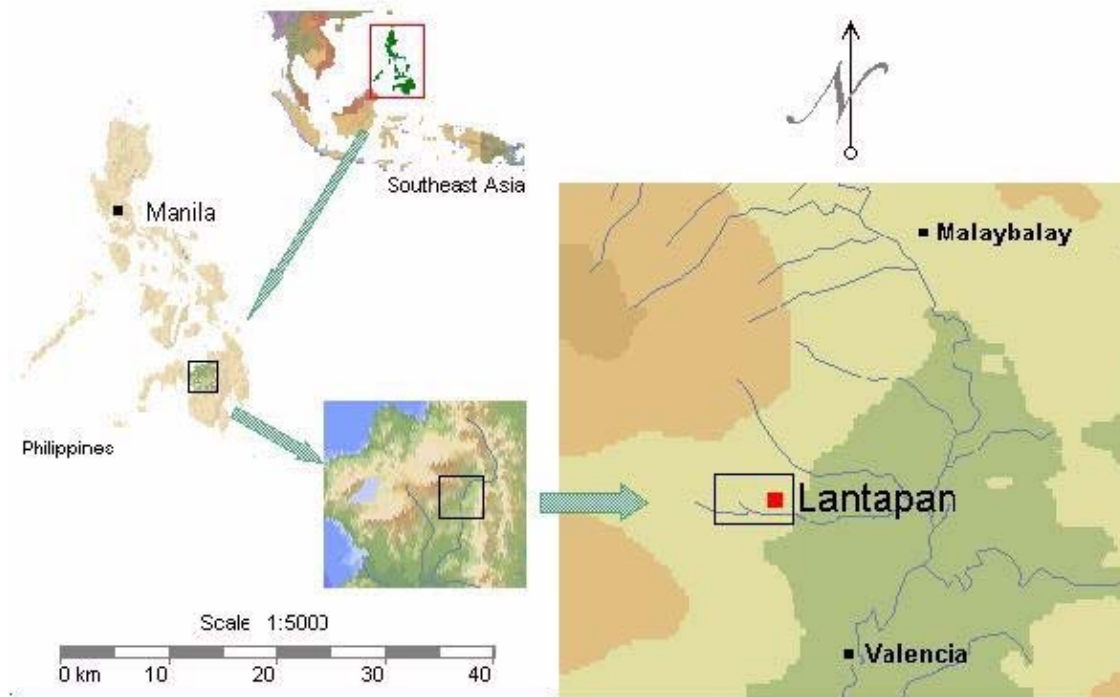 Southeast Asia
N
Manila
Malaybalay
Philippines
Lantapan
Scale 1:5000
0 km 10 20 30 40
Valencia